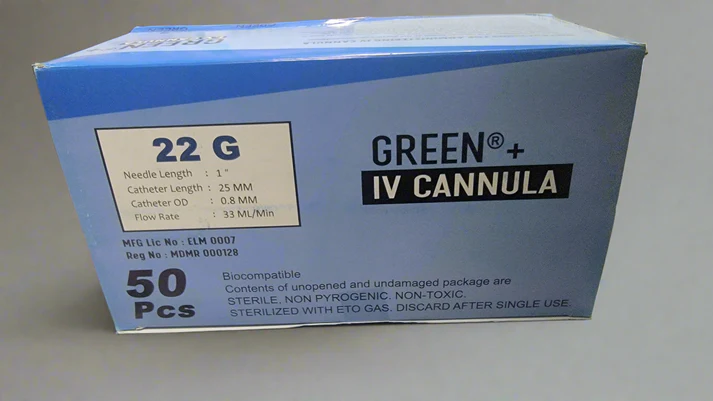 GREEN
22 G
Needle Length : 1 "
Catheter Length : 25 MM
Catheter OD : 0.8 MM
Flow Rate : 33 ML/Min
GREEN®+
IV CANNULA
MFG Lic No : ELM 0007
Reg No : MDMR 000128
50
Pcs
Biocompatible
Contents of unopened and undamaged package are
STERILE. NON PYROGENIC. NON-TOXIC.
STERILIZED WITH ETO GAS. DISCARD AFTER SINGLE USE.